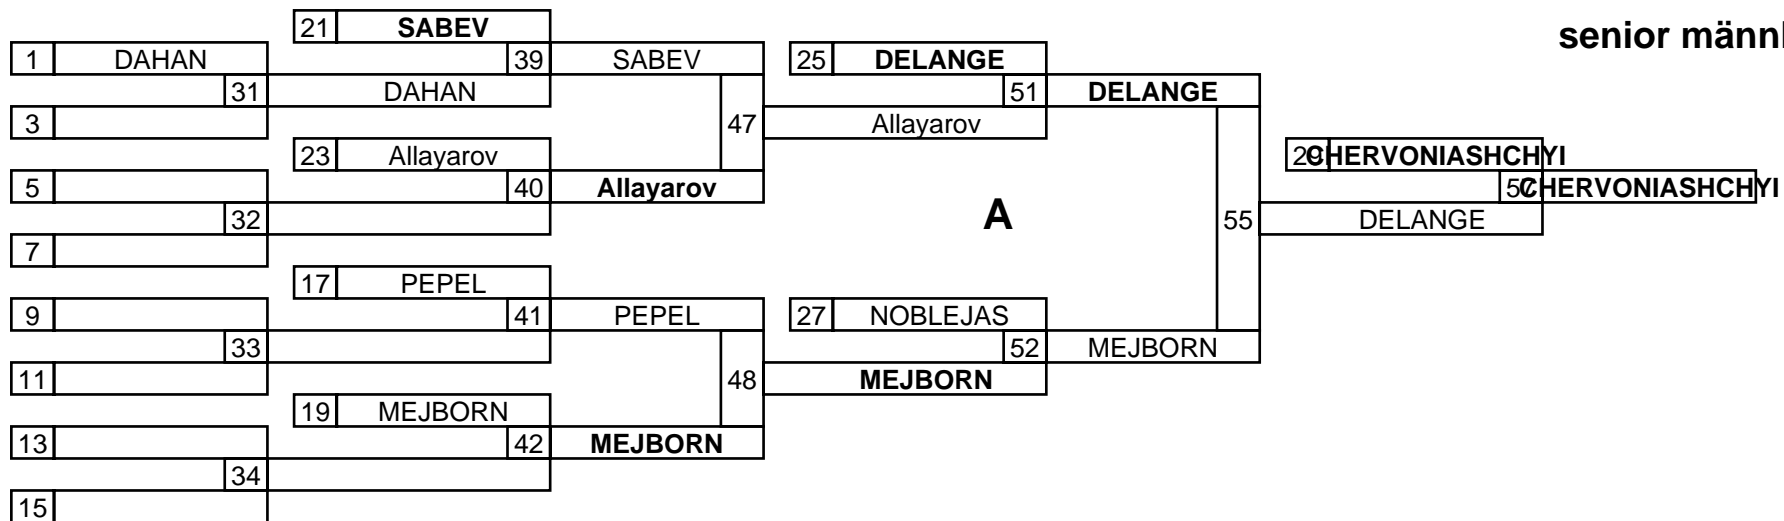 21 SABEV
senior männl
1 DAHAN 39 SABEV 25 DELANGE
31 DAHAN 51 DELANGE
3 47 Allayarov
23 Allayarov 29 CHERVONIASHCHYI
5 40 Allayarov CHERVONIASHCHYI
32 A 55 DELANGE
7
17 PEPEL
9 41 PEPEL 27 NOBLEJAS
33 52 MEJBORN
11 48 MEJBORN
19 MEJBORN
13 42 MEJBORN
34
15